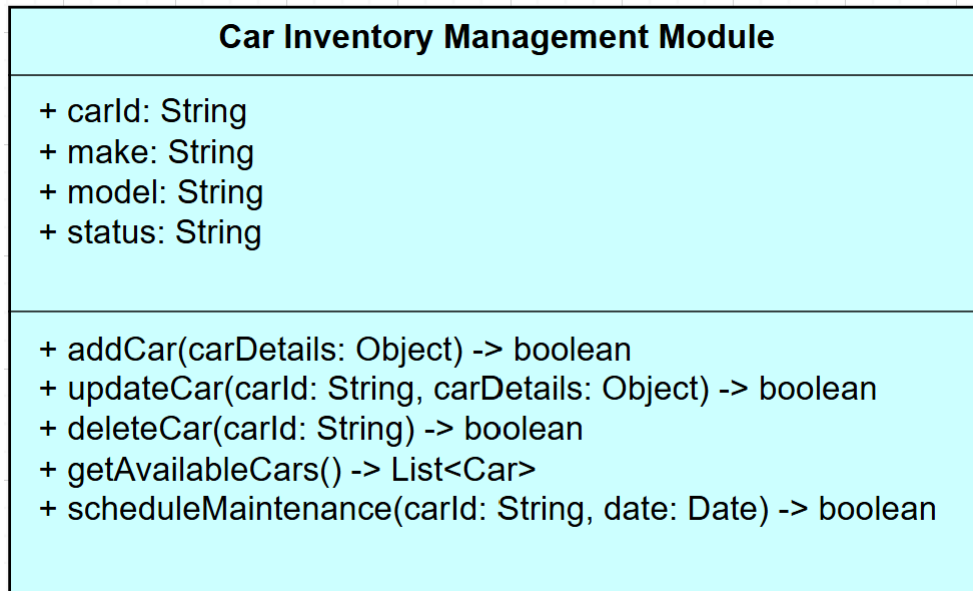 Car Inventory Management Module
+ carId: String
+ make: String
+ model: String
+ status: String
+ addCar(carDetails: Object) -> boolean
+ updateCar(carId: String, carDetails: Object) -> boolean
+ deleteCar(carId: String) -> boolean
+ getAvailableCars() -> List<Car>
+ scheduleMaintenance(carId: String, date: Date) -> boolean